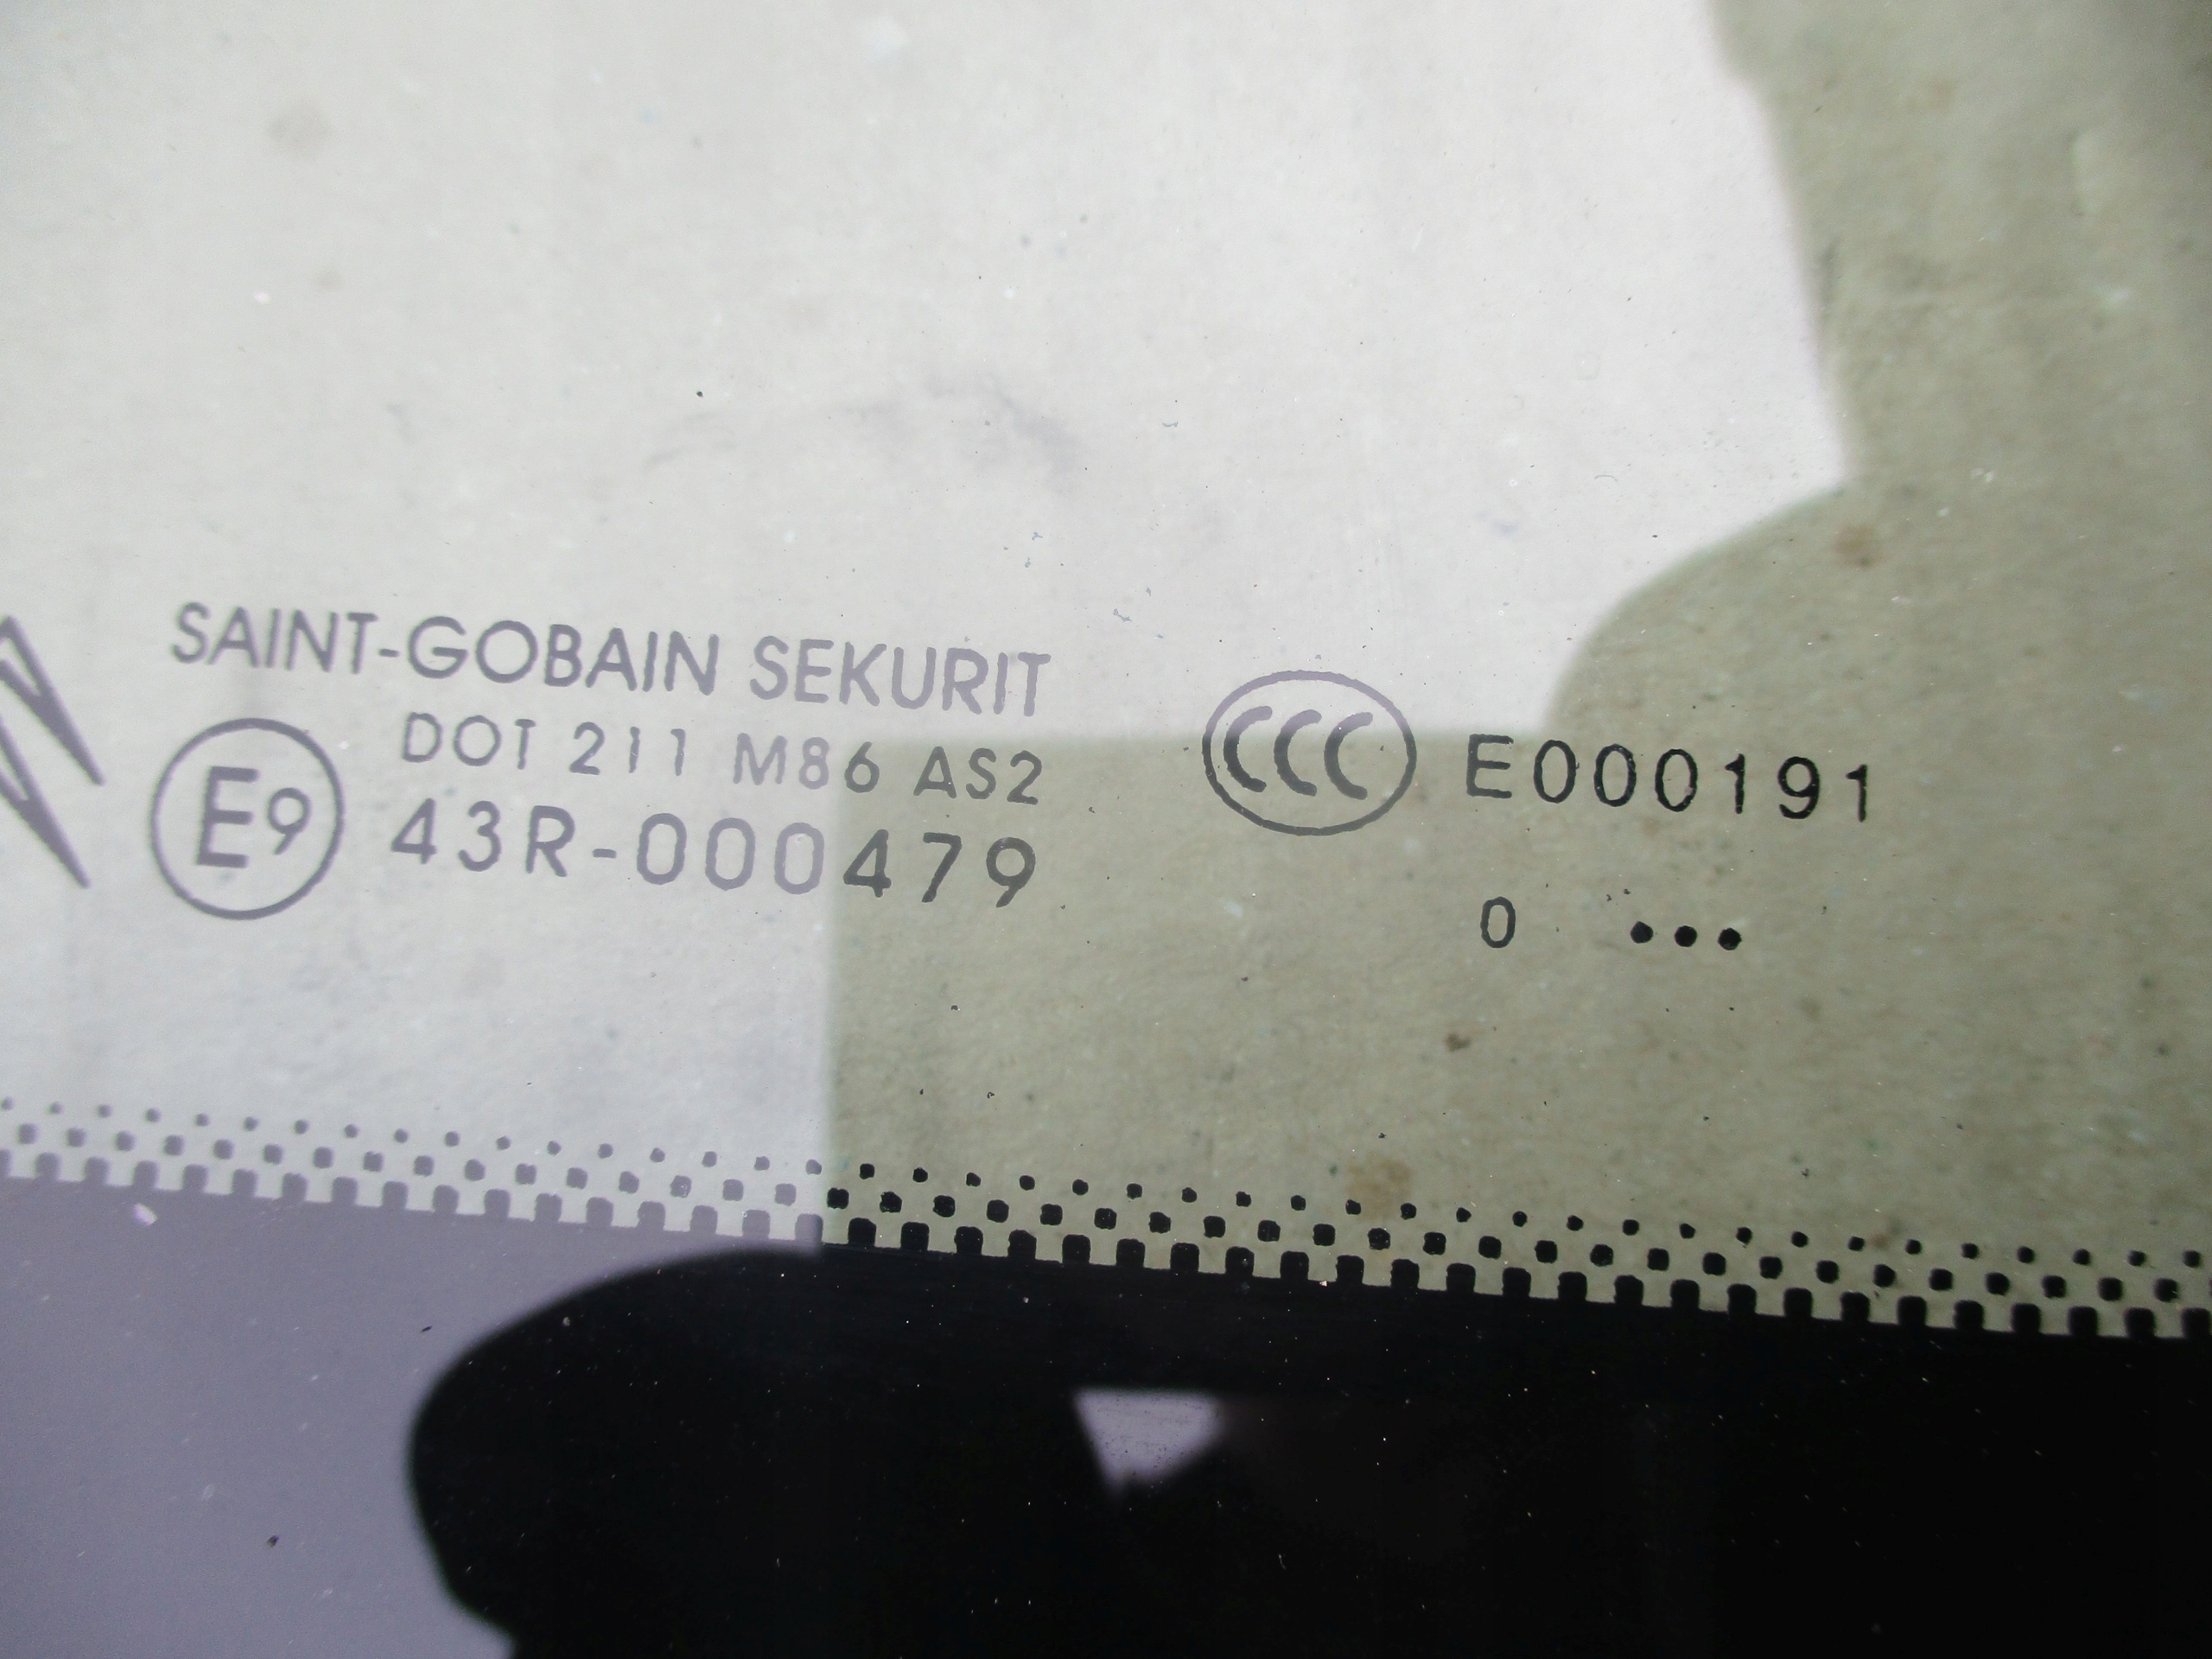 SAINT-GOBAIN SEKURIT
DOT 211 M86 AS2
E9 43R-000479
CCC E000191
0 •••